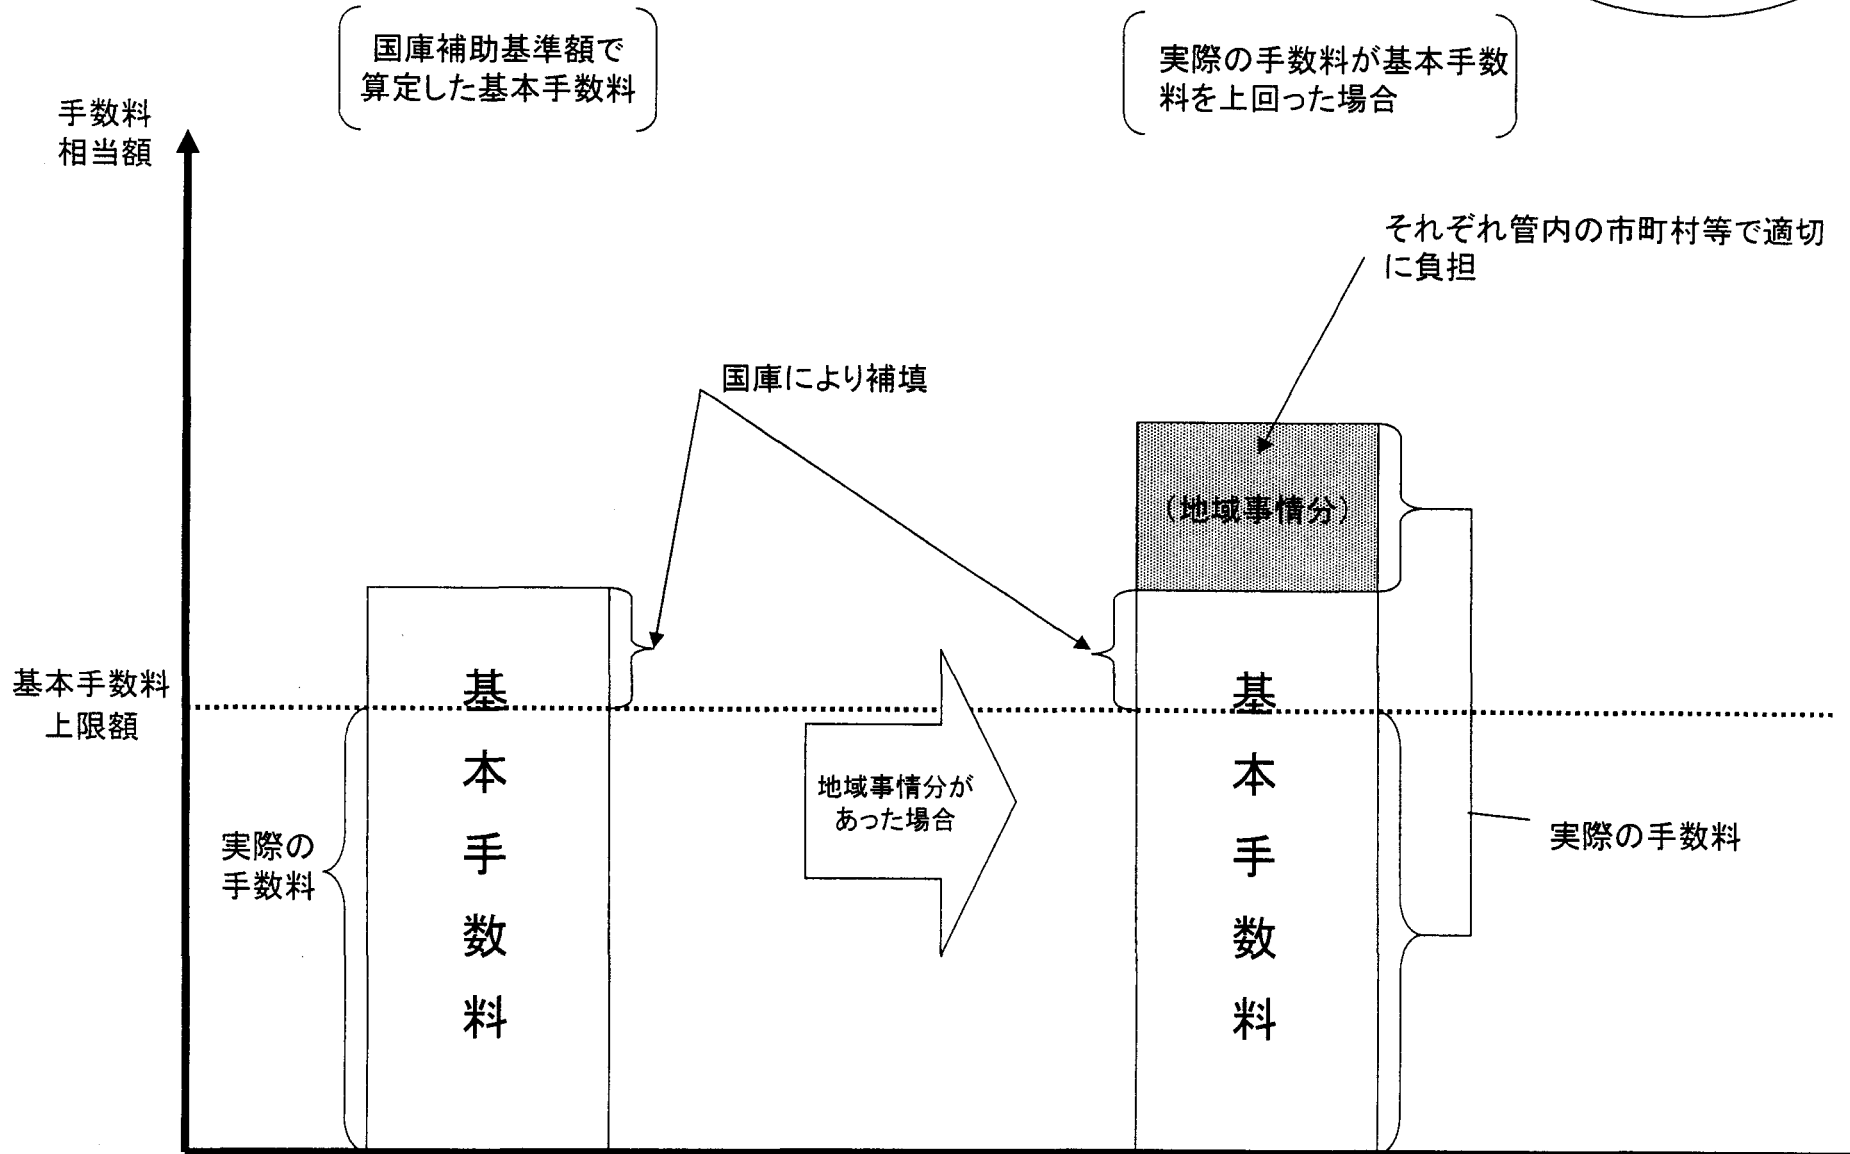 国庫補助基準額で
算定した基本手数料
実際の手数料が基本手数
料を上回った場合
手数料
相当額
それぞれ管内の市町村等で適切
に負担
国庫により補填
(地域事情分)
基本手数料
上限額
基本手数料
地域事情分が
あった場合
基本手数料
実際の
手数料
実際の手数料